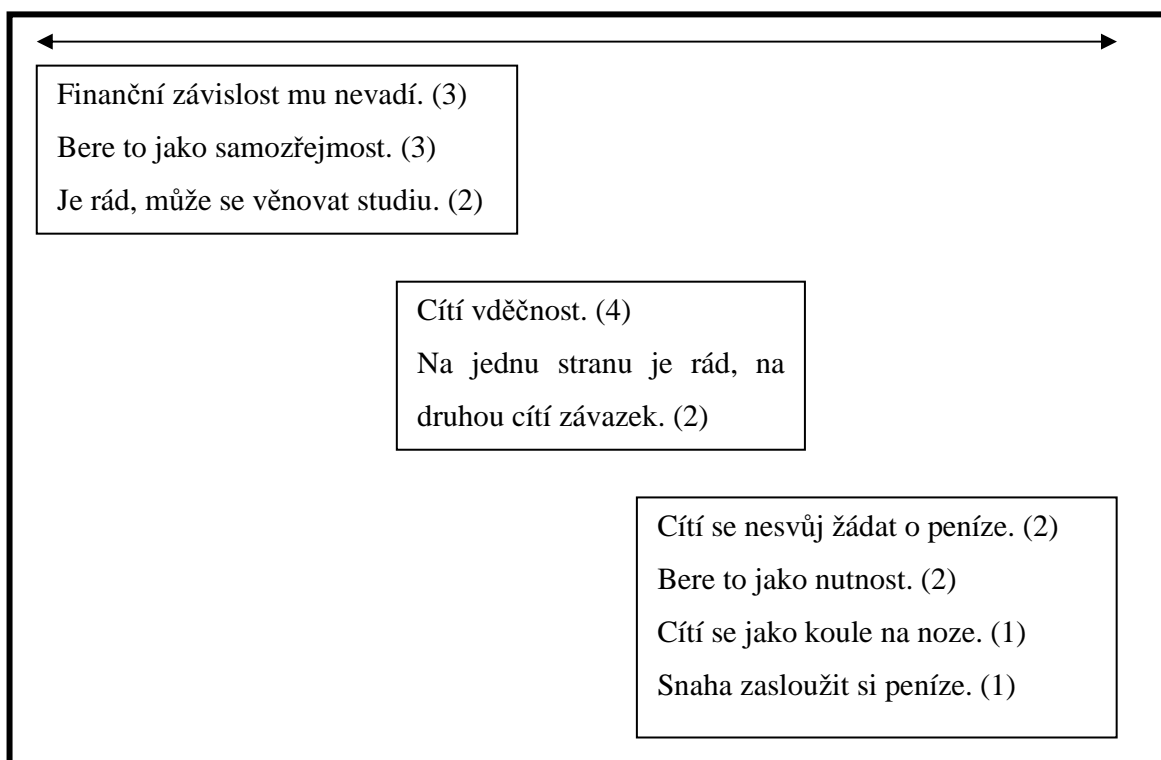 Finanční závislost mu nevadí. (3)
Bere to jako samozřejmost. (3)
Je rád, může se věnovat studiu. (2)
Cítí vděčnost. (4)
Na jednu stranu je rád, na
druhou cítí závazek. (2)
Cítí se nesvůj žádat o peníze. (2)
Bere to jako nutnost. (2)
Cítí se jako koule na noze. (1)
Snaha zasloužit si peníze. (1)